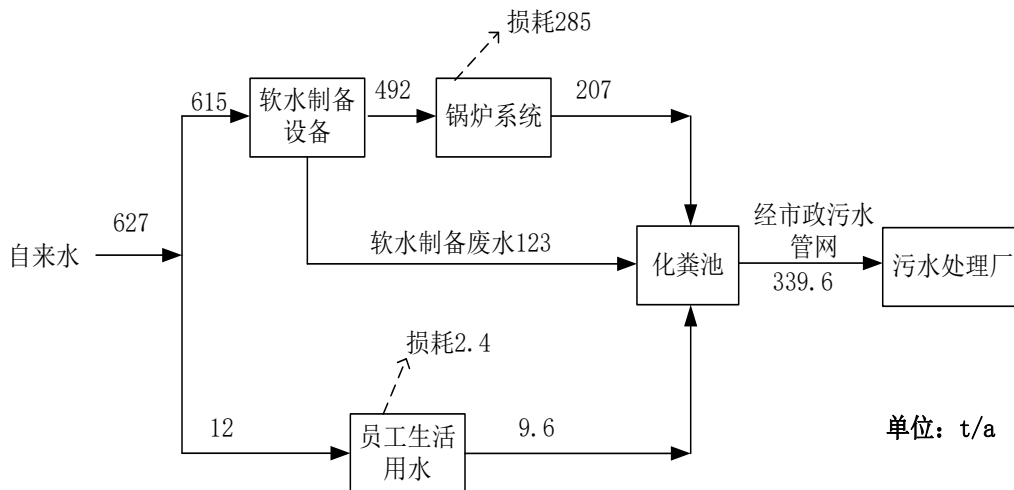 损耗285
615
软水制备
设备
492
锅炉系统
207
627
自来水
软水制备废水123
化粪池
经市政污水
管网
339.6
污水处理厂
损耗2.4
12
员工生活
用水
9.6
单位：t/a